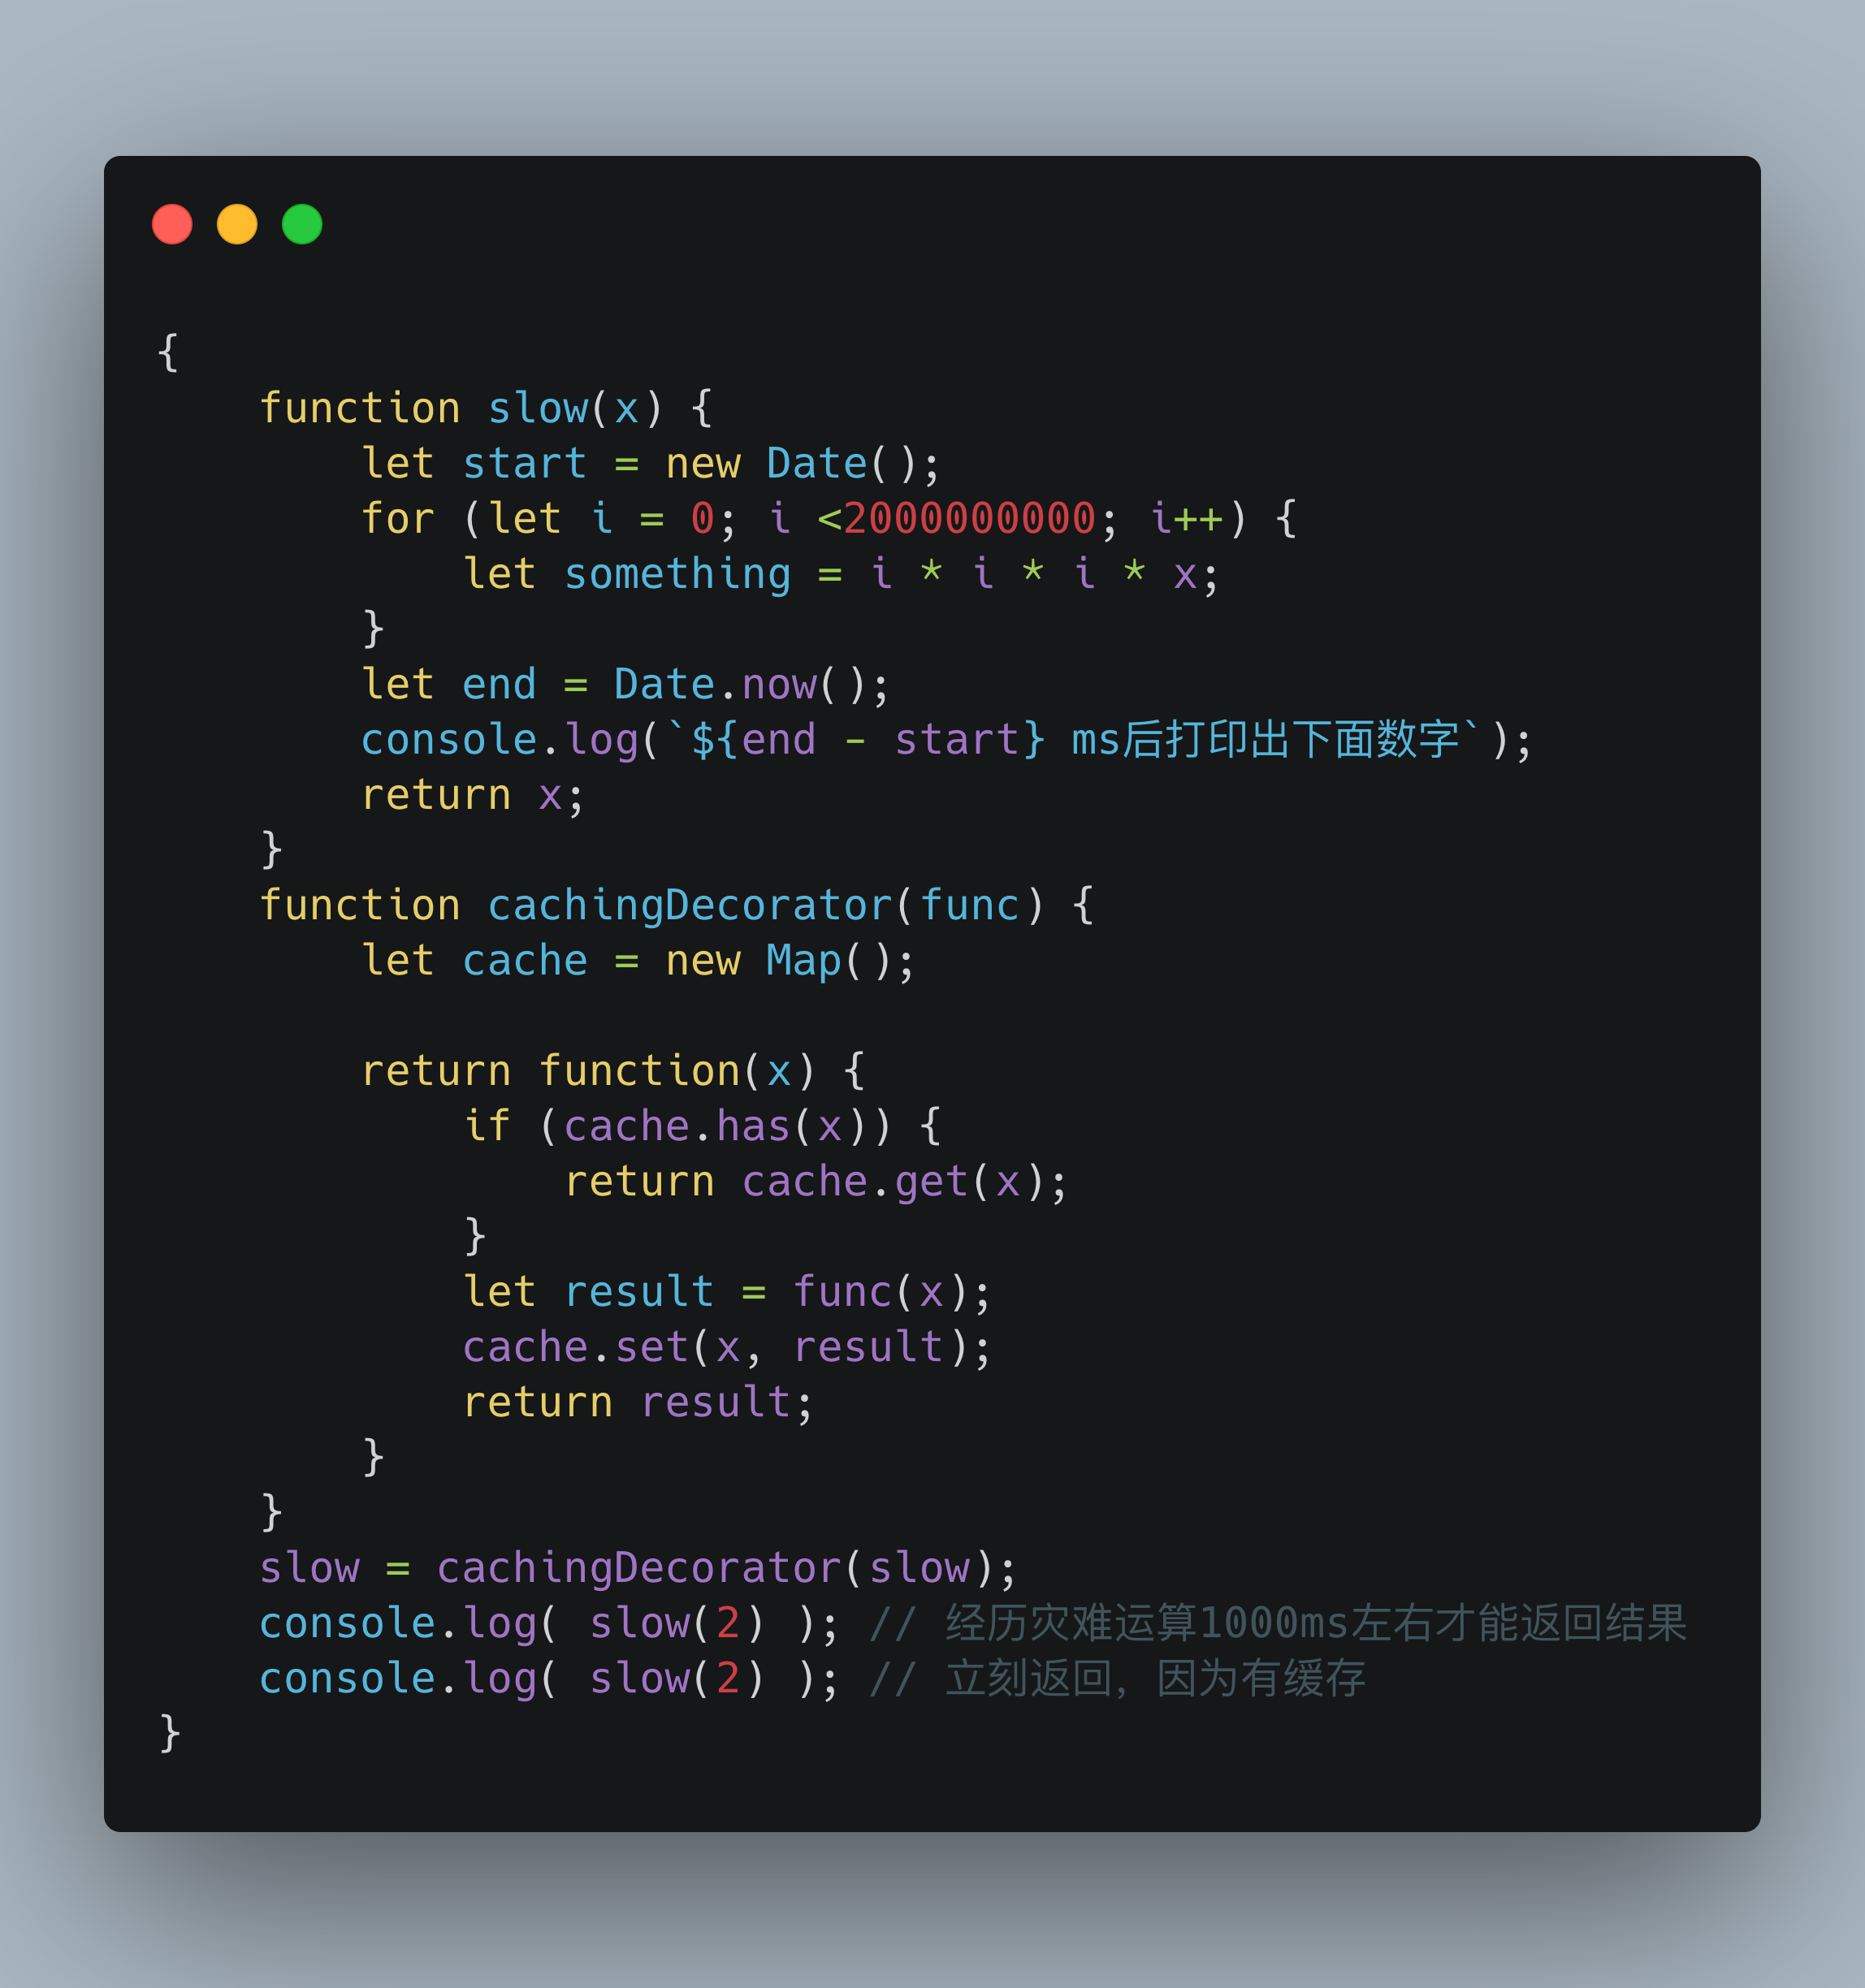 {
    function slow(x) {
        let start = new Date();
        for (let i = 0; i <2000000000; i++) {
            let something = i * i * i * x;
        }
        let end = Date.now();
        console.log(`${end - start} ms后打印出下面数字`);
        return x;
    }
    function cachingDecorator(func) {
        let cache = new Map();

        return function(x) {
            if (cache.has(x)) {
                return cache.get(x);
            }
            let result = func(x);
            cache.set(x, result);
            return result;
        }
    }
    slow = cachingDecorator(slow);
    console.log( slow(2) ); // 经历灾难运算1000ms左右才能返回结果
    console.log( slow(2) ); // 立刻返回，因为有缓存
}